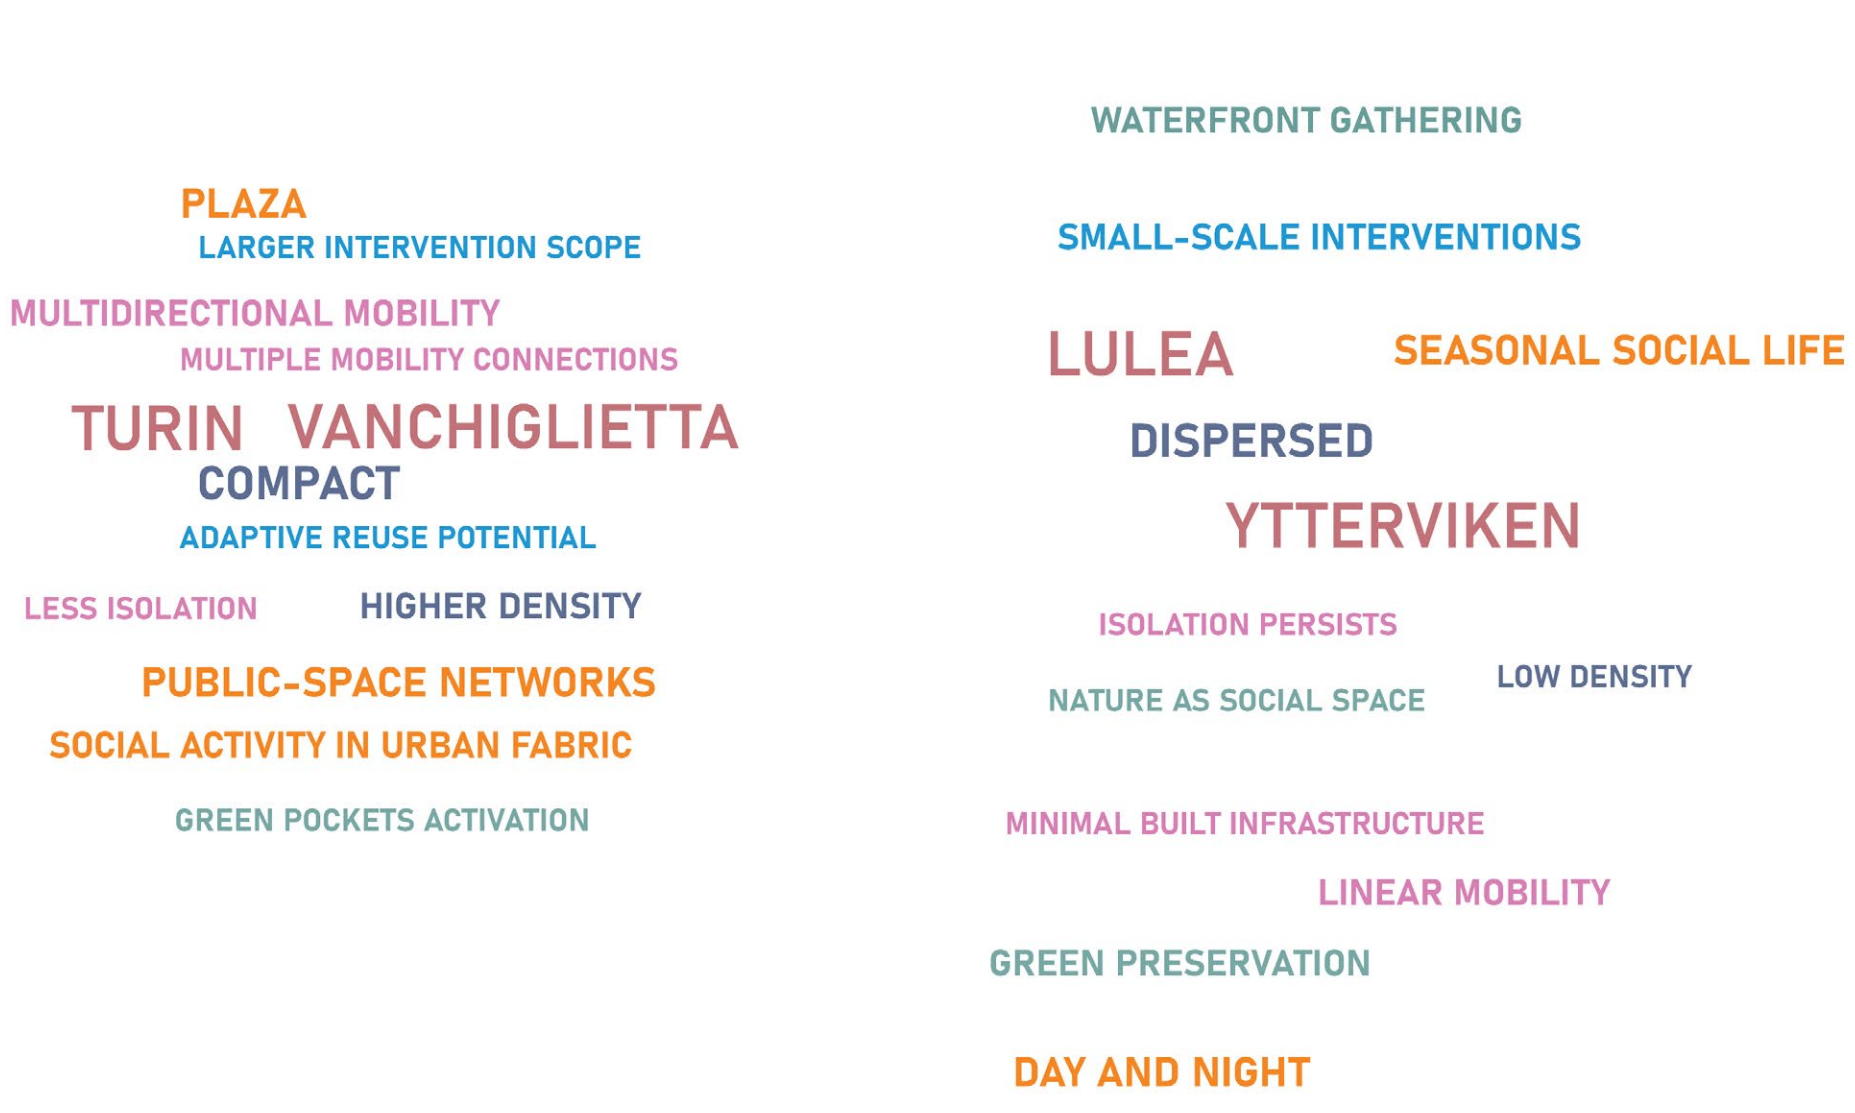 PLAZA
LARGER INTERVENTION SCOPE
MULTIDIRECTIONAL MOBILITY
MULTIPLE MOBILITY CONNECTIONS
TURIN VANCHIGLIETTA
COMPACT
ADAPTIVE REUSE POTENTIAL
LESS ISOLATION
HIGHER DENSITY
PUBLIC-SPACE NETWORKS
SOCIAL ACTIVITY IN URBAN FABRIC
GREEN POCKETS ACTIVATION
WATERFRONT GATHERING
SMALL-SCALE INTERVENTIONS
LULEA
SEASONAL SOCIAL LIFE
DISPERSED
YTTERVIKEN
ISOLATION PERSISTS
LOW DENSITY
NATURE AS SOCIAL SPACE
MINIMAL BUILT INFRASTRUCTURE
LINEAR MOBILITY
GREEN PRESERVATION
DAY AND NIGHT